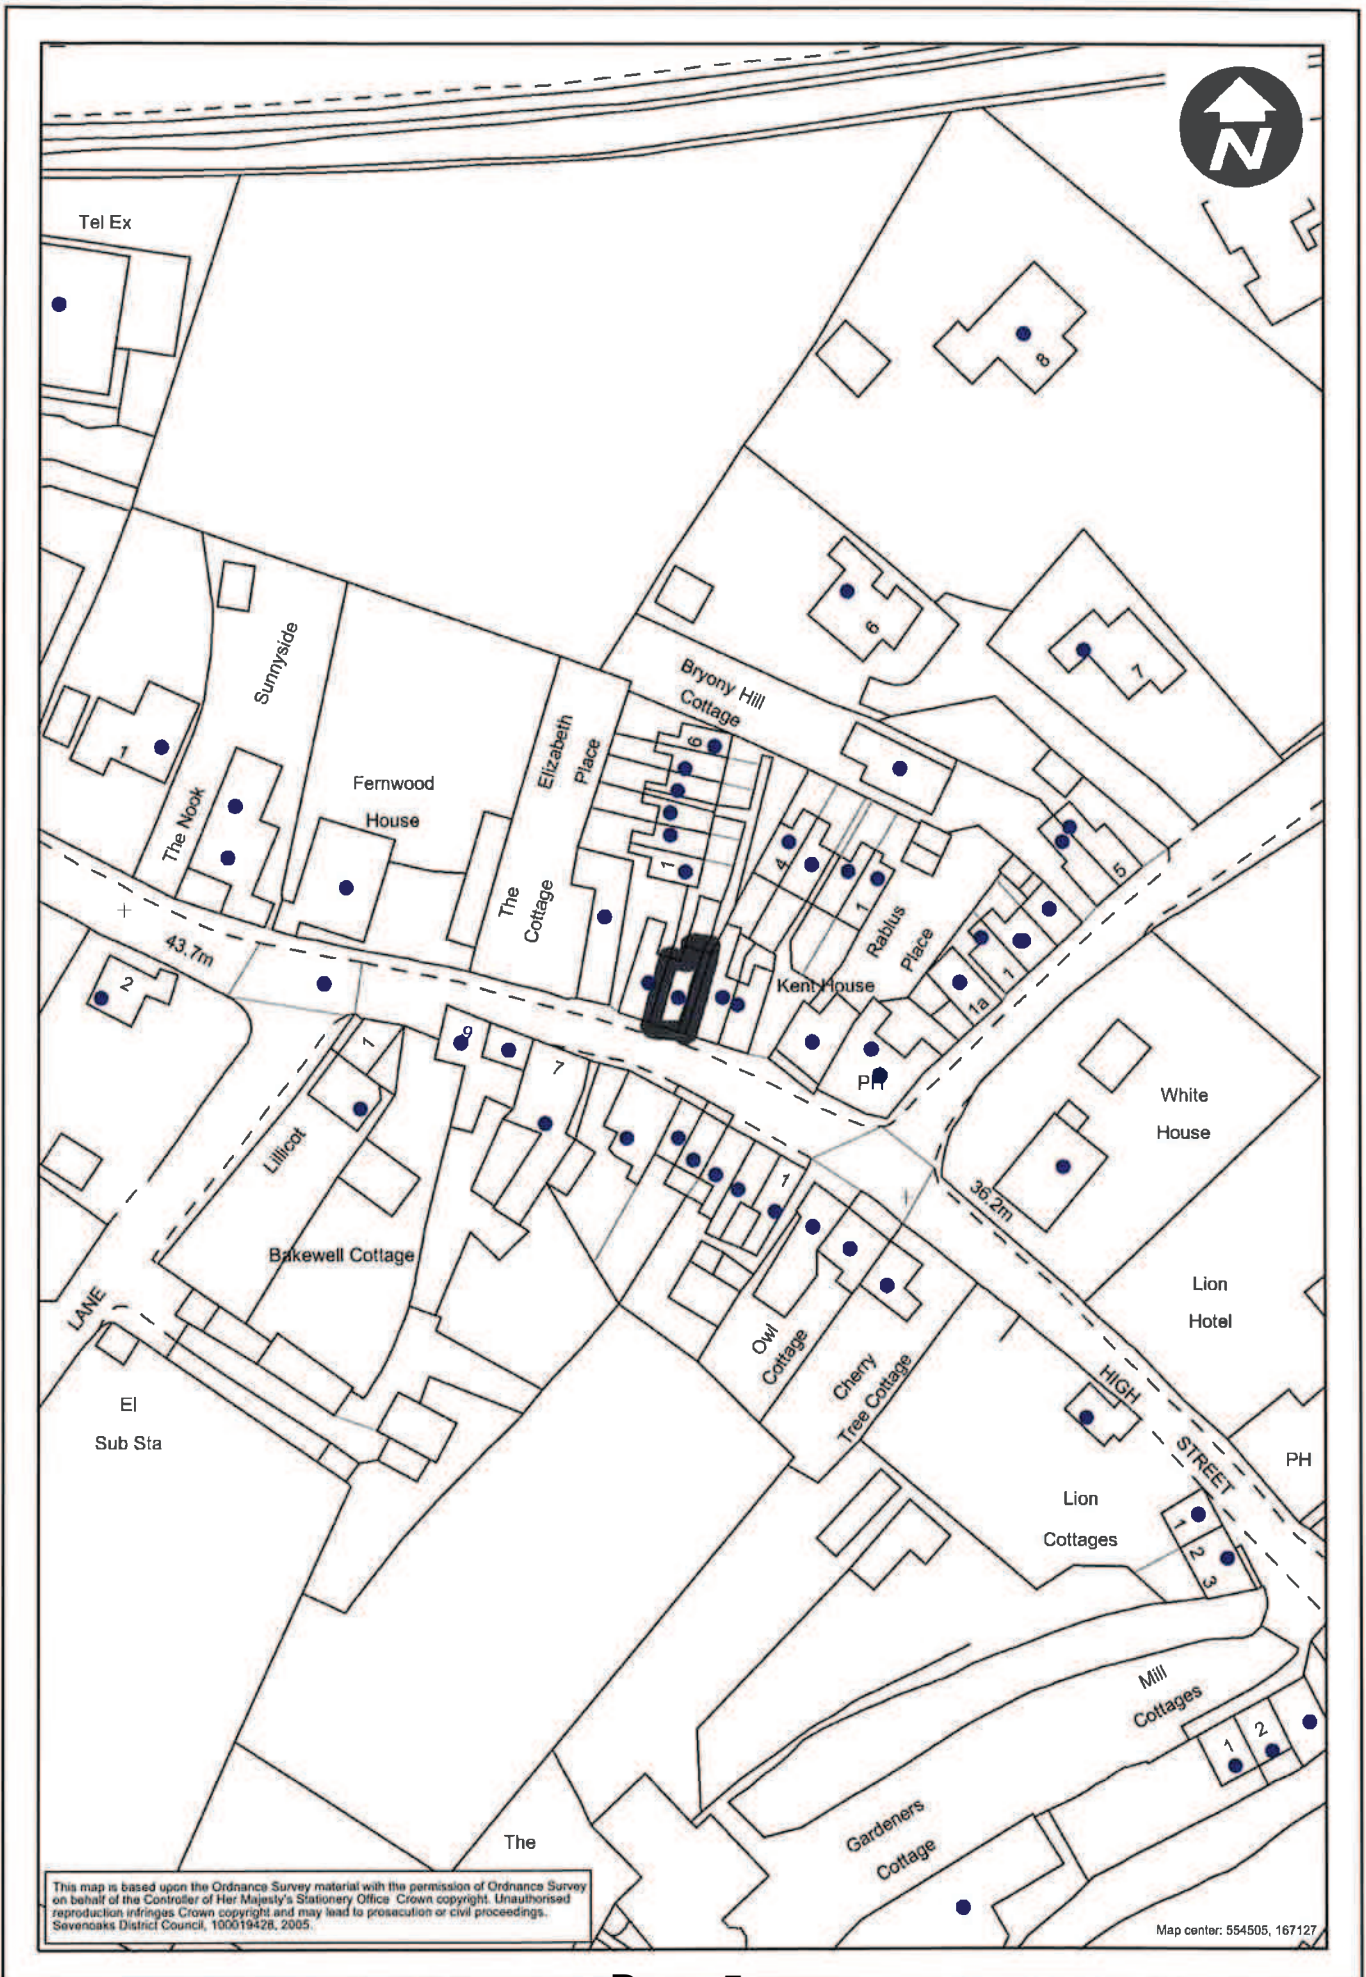 N
Tel Ex
8
6
7
Sunnyside
Bryony Hill
Cottage
6
Elizabeth
Place
1
The Nook
Fernwood
House
1
4
1
5
The
Cottage
Rablus
Place
43.7m
2
Kent House
1
1a
PH
9
7
1
Lillicot
White
House
1
36.2m
Bakewell Cottage
LANE
Lion
Hotel
Owl
Cottage
Cherry
Tree Cottage
HIGH
STREET
El
Sub Sta
PH
Lion
Cottages
1
2
3
Mill
Cottages
1
2
Gardeners
Cottage
The
This map is based upon the Ordnance Survey material with the permission of Ordnance Survey
on behalf of the Controller of Her Majesty's Stationery Office Crown copyright. Unauthorised
reproduction infringes Crown copyright and may lead to prosecution or civil proceedings.
Sevenoaks District Council, 100019428, 2005.
Map center: 554505, 167127